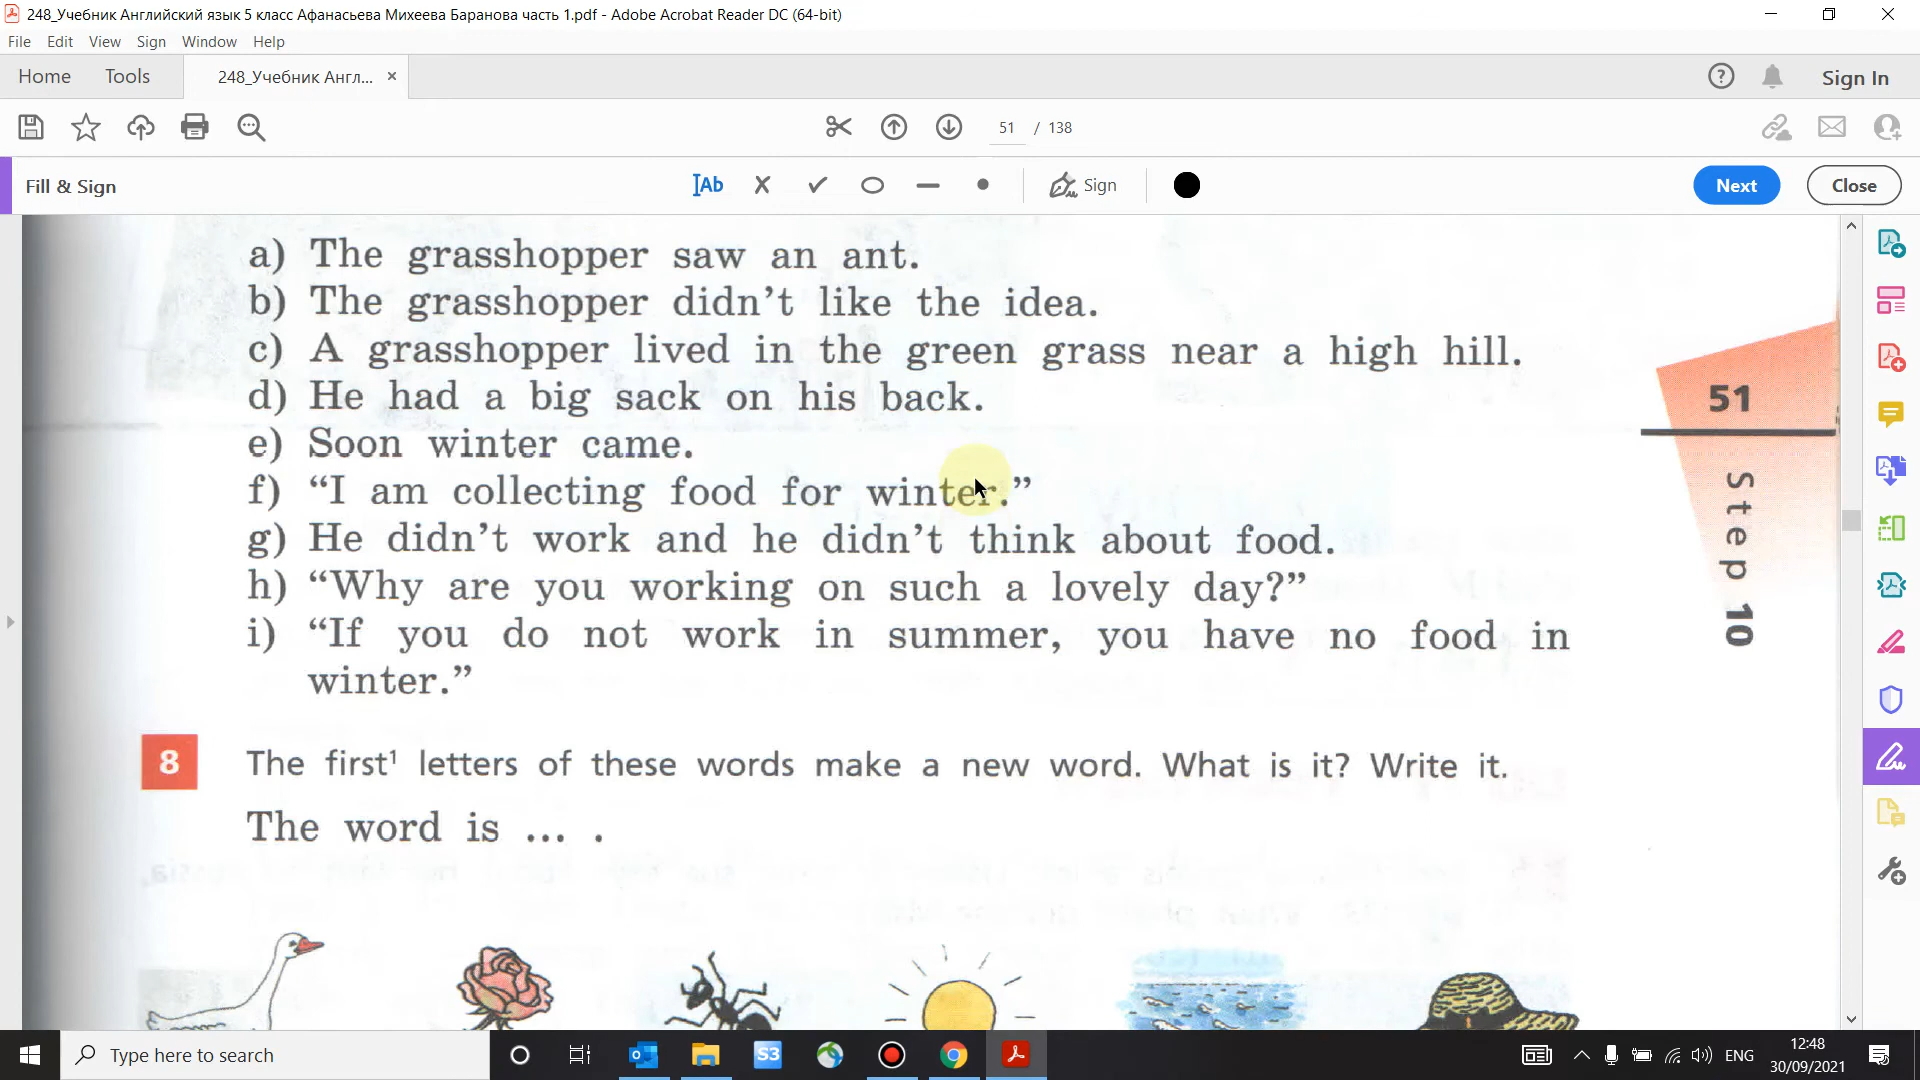 248_Учебник Английский язык 5 класс Афанасьева Михеева Баранова часть 1.pdf - Adobe Acrobat Reader DC (64-bit)
File Edit View Sign Window Help
Home Tools 248_Учебник Англ... × Sign In
51 / 138
Fill & Sign Ab Sign Next Close
a) The grasshopper saw an ant.
b) The grasshopper didn't like the idea.
c) A grasshopper lived in the green grass near a high hill.
d) He had a big sack on his back.
e) Soon winter came.
f) “I am collecting food for winter.”
g) He didn't work and he didn't think about food.
h) “Why are you working on such a lovely day?”
i) “If you do not work in summer, you have no food in
winter.”
51
Step 10
8 The first¹ letters of these words make a new word. What is it? Write it.
The word is ... .
Type here to search
S3
ENG
12:48
30/09/2021